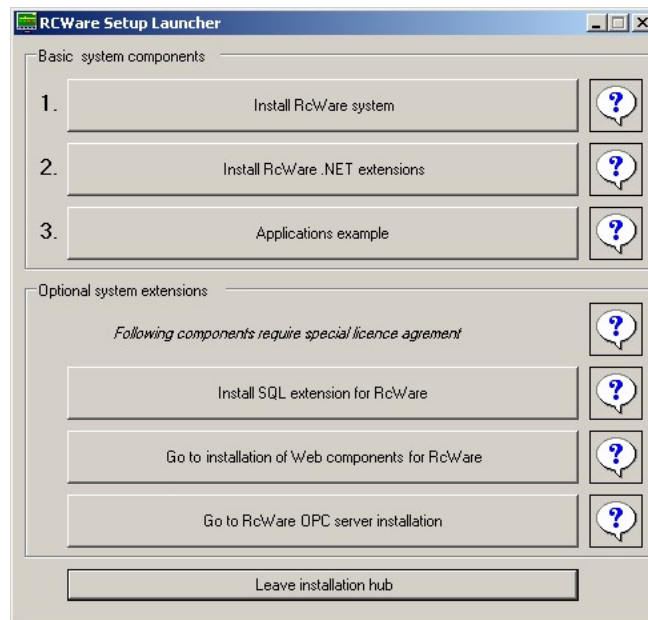 RCWare Setup Launcher
Basic system components
1. Install RcWare system ?
2. Install RcWare .NET extensions ?
3. Applications example ?
Optional system extensions
Following components require special licence agrement ?
Install SQL extension for RcWare ?
Go to installation of Web components for RcWare ?
Go to RcWare OPC server installation ?
Leave installation hub